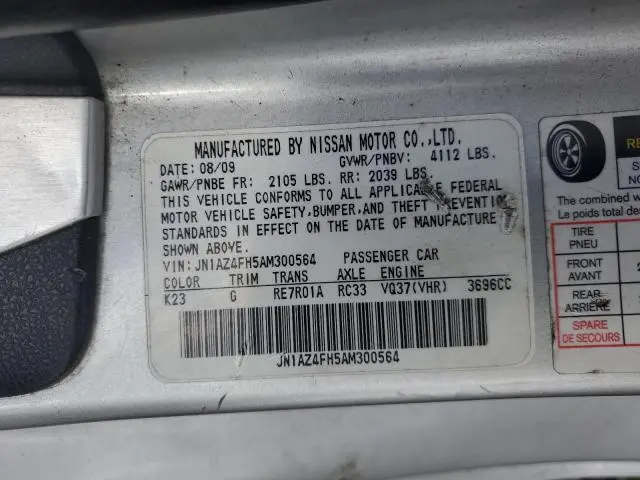 MANUFACTURED BY NISSAN MOTOR CO.,LTD.
DATE: 08/09 GVWR/PNBV: 4112 LBS.
GAWR/PNBE FR: 2105 LBS. RR: 2039 LBS.
THIS VEHICLE CONFORMS TO ALL APPLICABLE FEDERAL
MOTOR VEHICLE SAFETY,BUMPER,AND THEFT PREVENTION
STANDARDS IN EFFECT ON THE DATE OF MANUFACTURE
SHOWN ABOVE.
VIN:JN1AZ4FH5AM300564 PASSENGER CAR
COLOR TRIM TRANS AXLE ENGINE
K23 G RE7R01A RC33 VQ37(VHR) 3696CC
JN1AZ4FH5AM300564
The combined
Le poids total
TIRE
PNEU
FRONT
AVANT
REAR
ARRIÈRE
SPARE
DE SECOURS